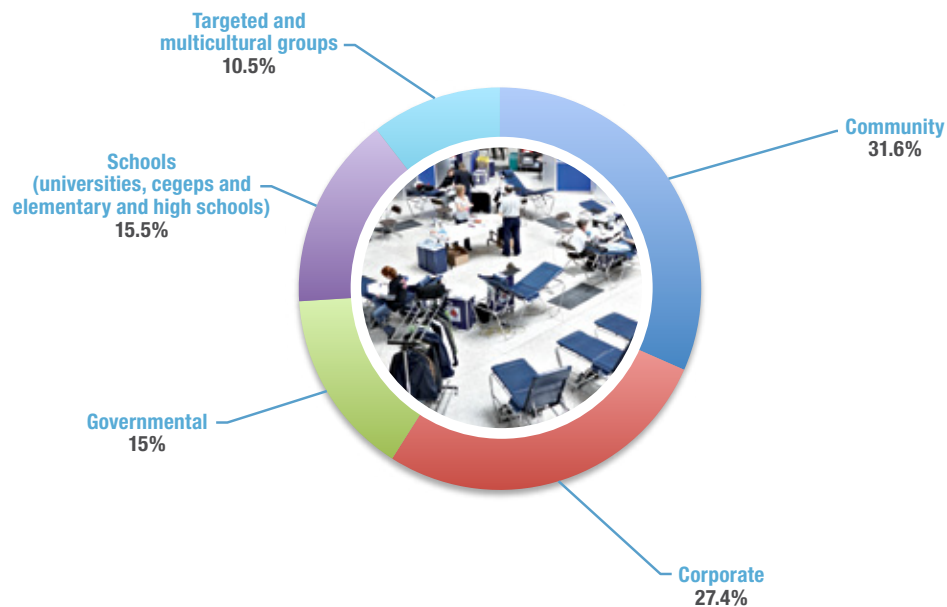 Targeted and
multicultural groups
10.5%
Community
31.6%
Schools
(universities, cegeps and
elementary and high schools)
15.5%
Governmental
15%
Corporate
27.4%